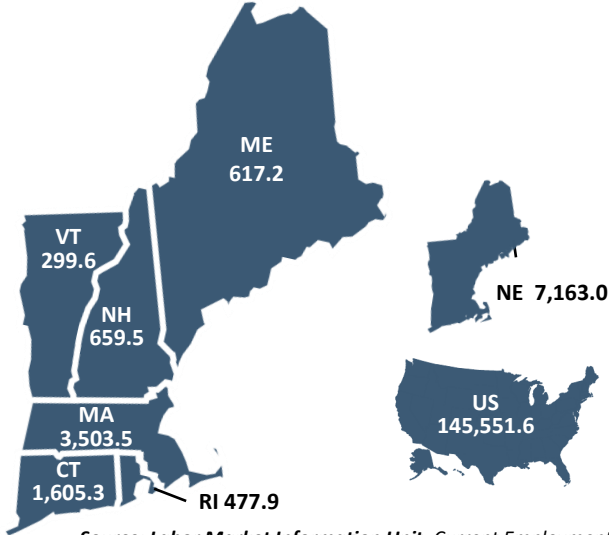 ME
617.2
VT
299.6
NH
659.5
NE 7,163.0
US
145,551.6
MA
3,503.5
CT
1,605.3
RI 477.9
Source: Labor Market Information Unit, Current Employment